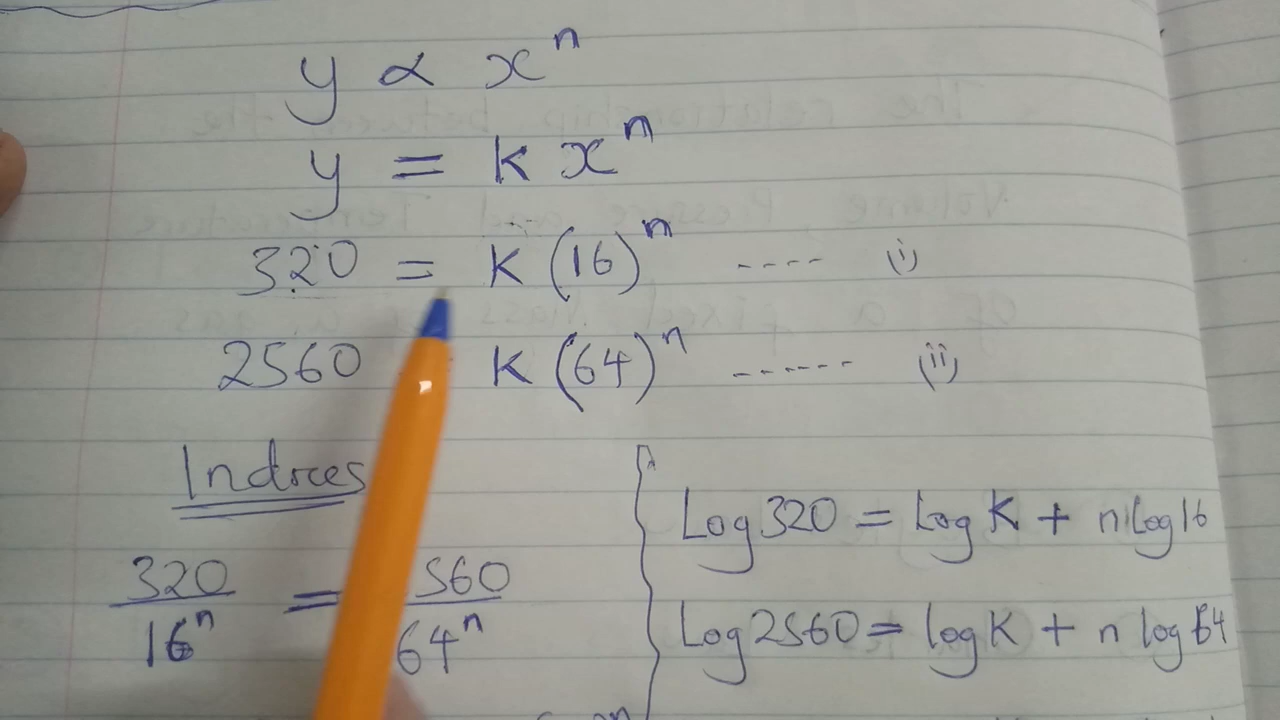 y ∝ xⁿ
y = k xⁿ
320 = K (16)ⁿ ---- (i)
2560 K (64)ⁿ ------ (ii)
Indices
320/16ⁿ = 560/64ⁿ
Log 320 = Log K + n Log 16
Log 2560 = log K + n log 64